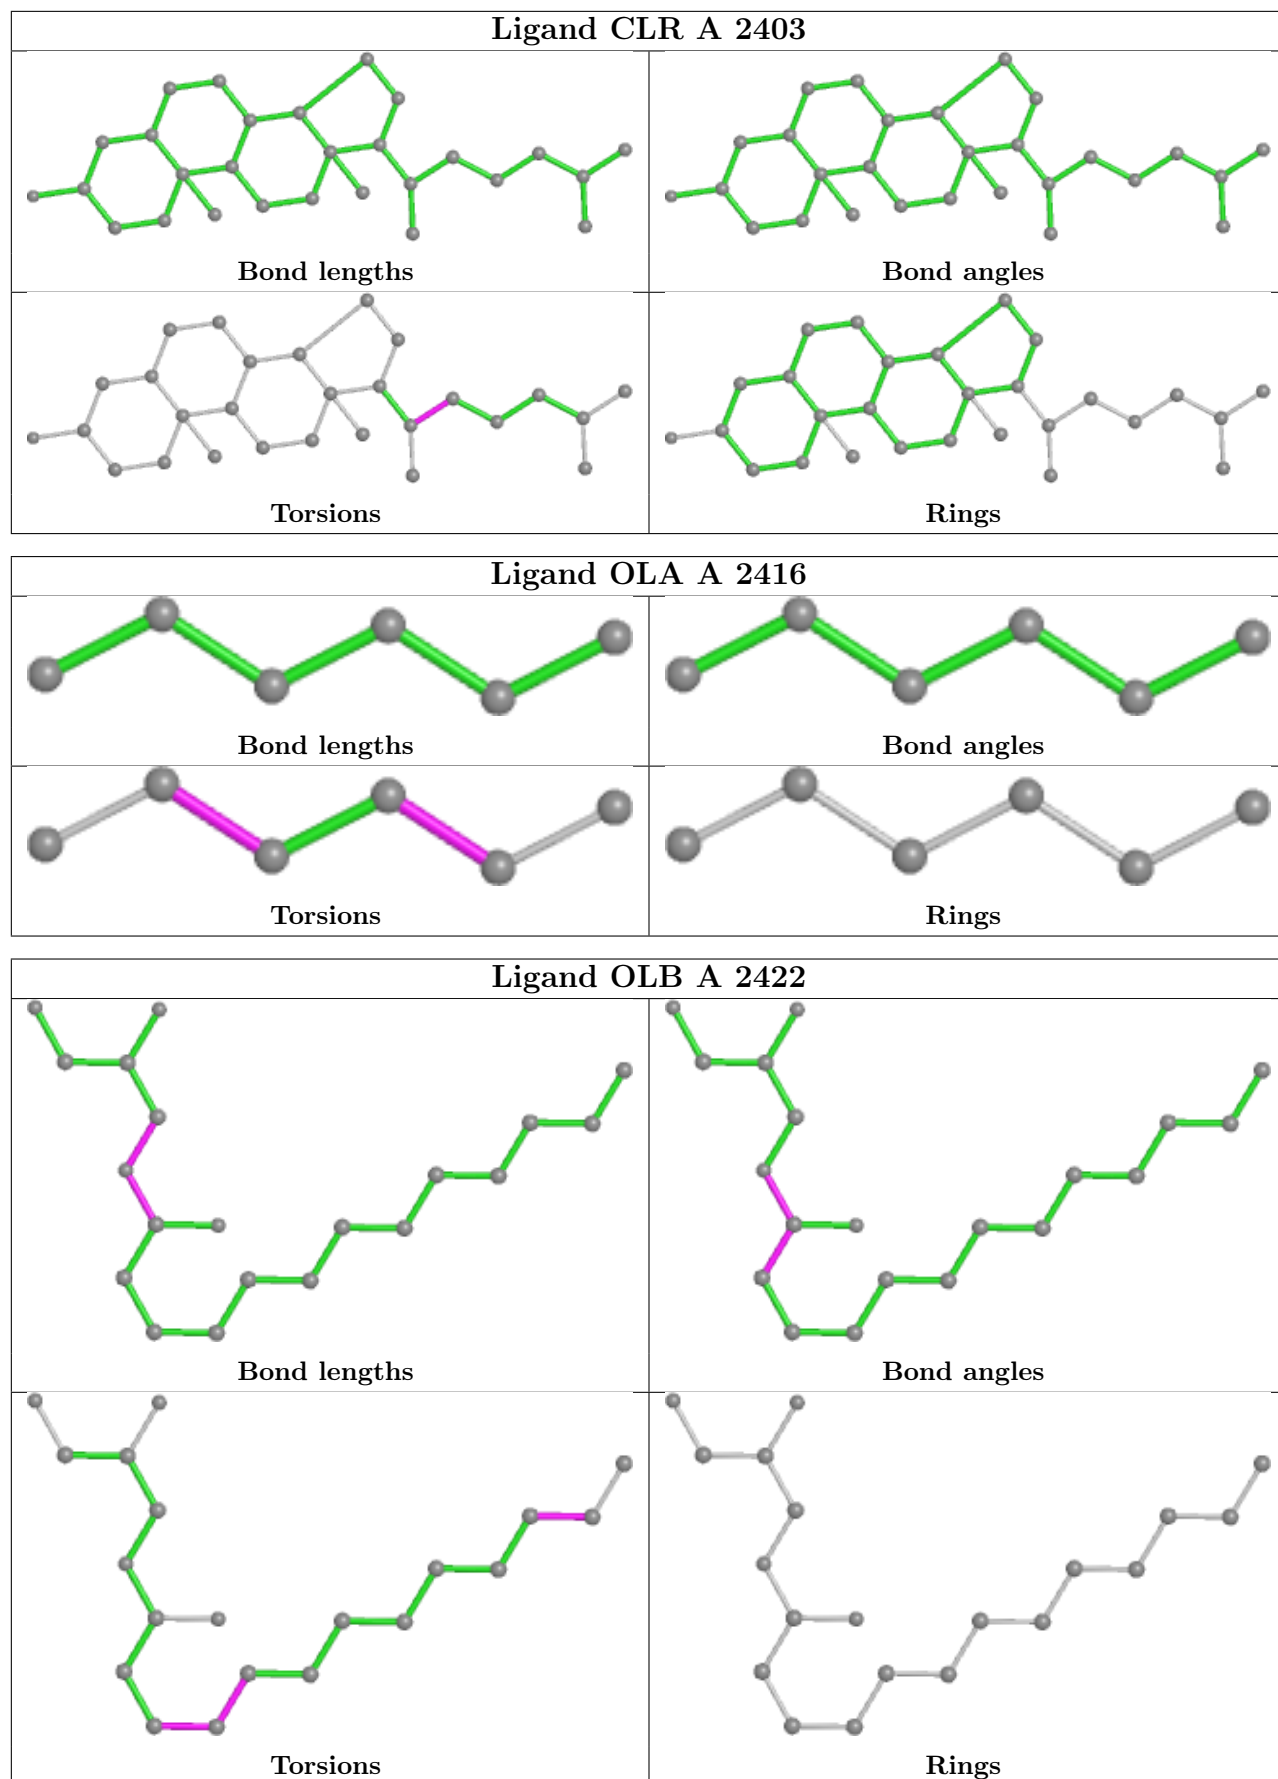 Ligand CLR A 2403
Bond lengths
Bond angles
Torsions
Rings
Ligand OLA A 2416
Bond lengths
Bond angles
Torsions
Rings
Ligand OLB A 2422
Bond lengths
Bond angles
Torsions
Rings